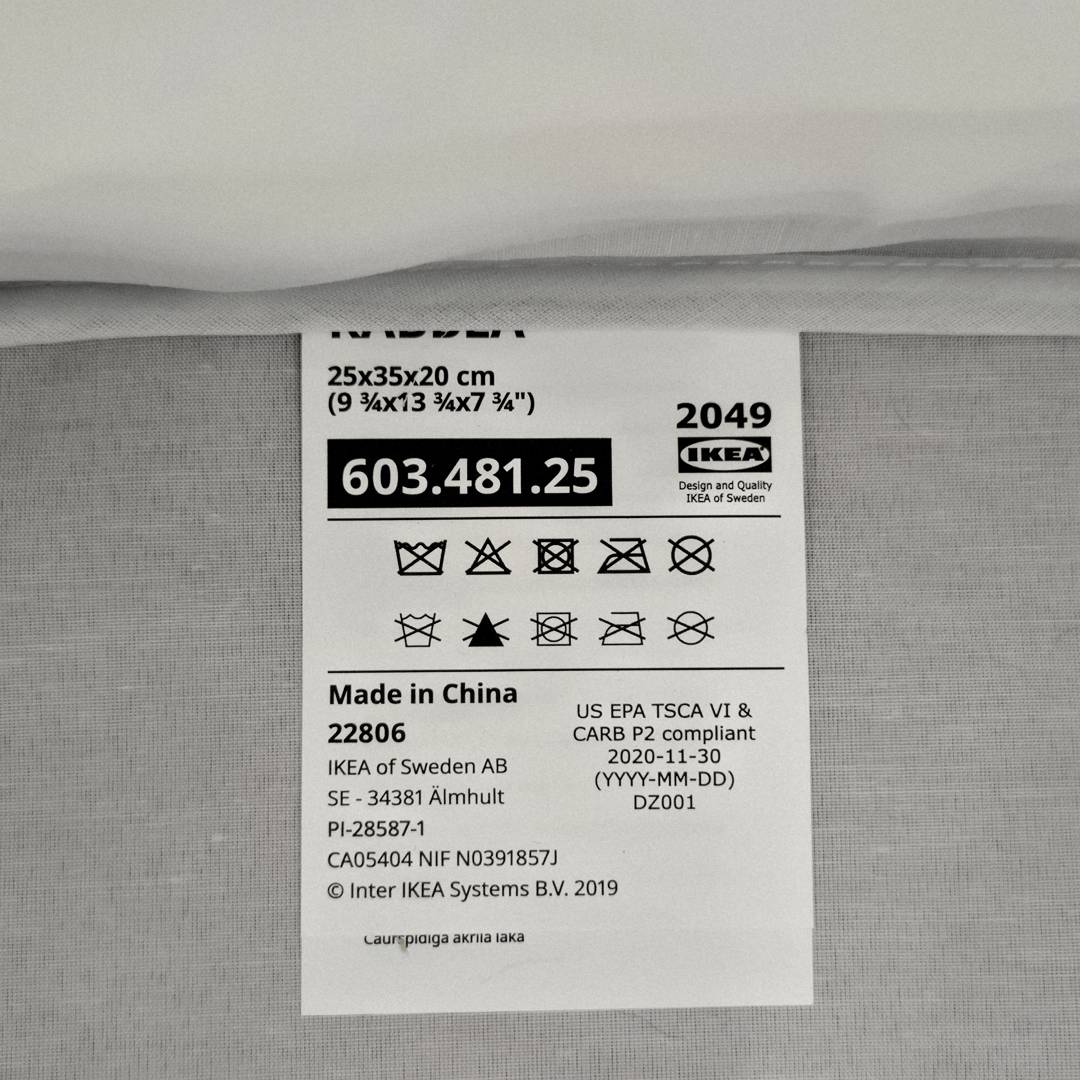 25x35x20 cm
(9 ¾x13 ¾x7 ¾")
603.481.25
2049
IKEA
Design and Quality
IKEA of Sweden
Made in China
22806
IKEA of Sweden AB
SE - 34381 Älmhult
PI-28587-1
CA05404 NIF N0391857J
© Inter IKEA Systems B.V. 2019
US EPA TSCA VI &
CARB P2 compliant
2020-11-30
(YYYY-MM-DD)
DZ001